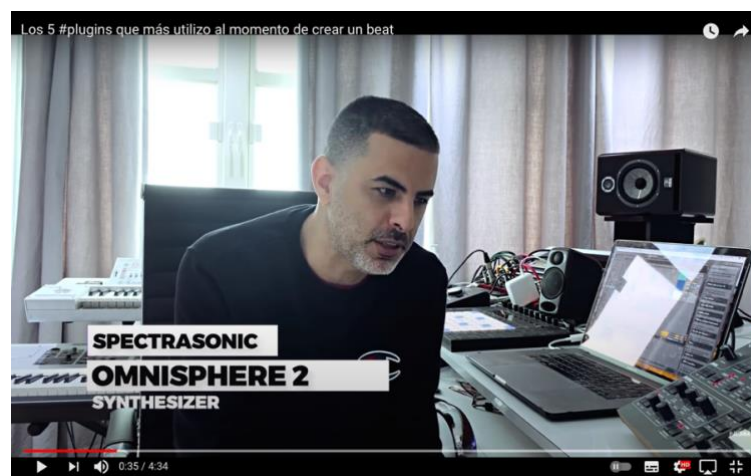 Los 5 #plugins que más utilizo al momento de crear un beat
SPECTRASONIC
OMNISPHERE 2
SYNTHESIZER
0:35 / 4:34
HD